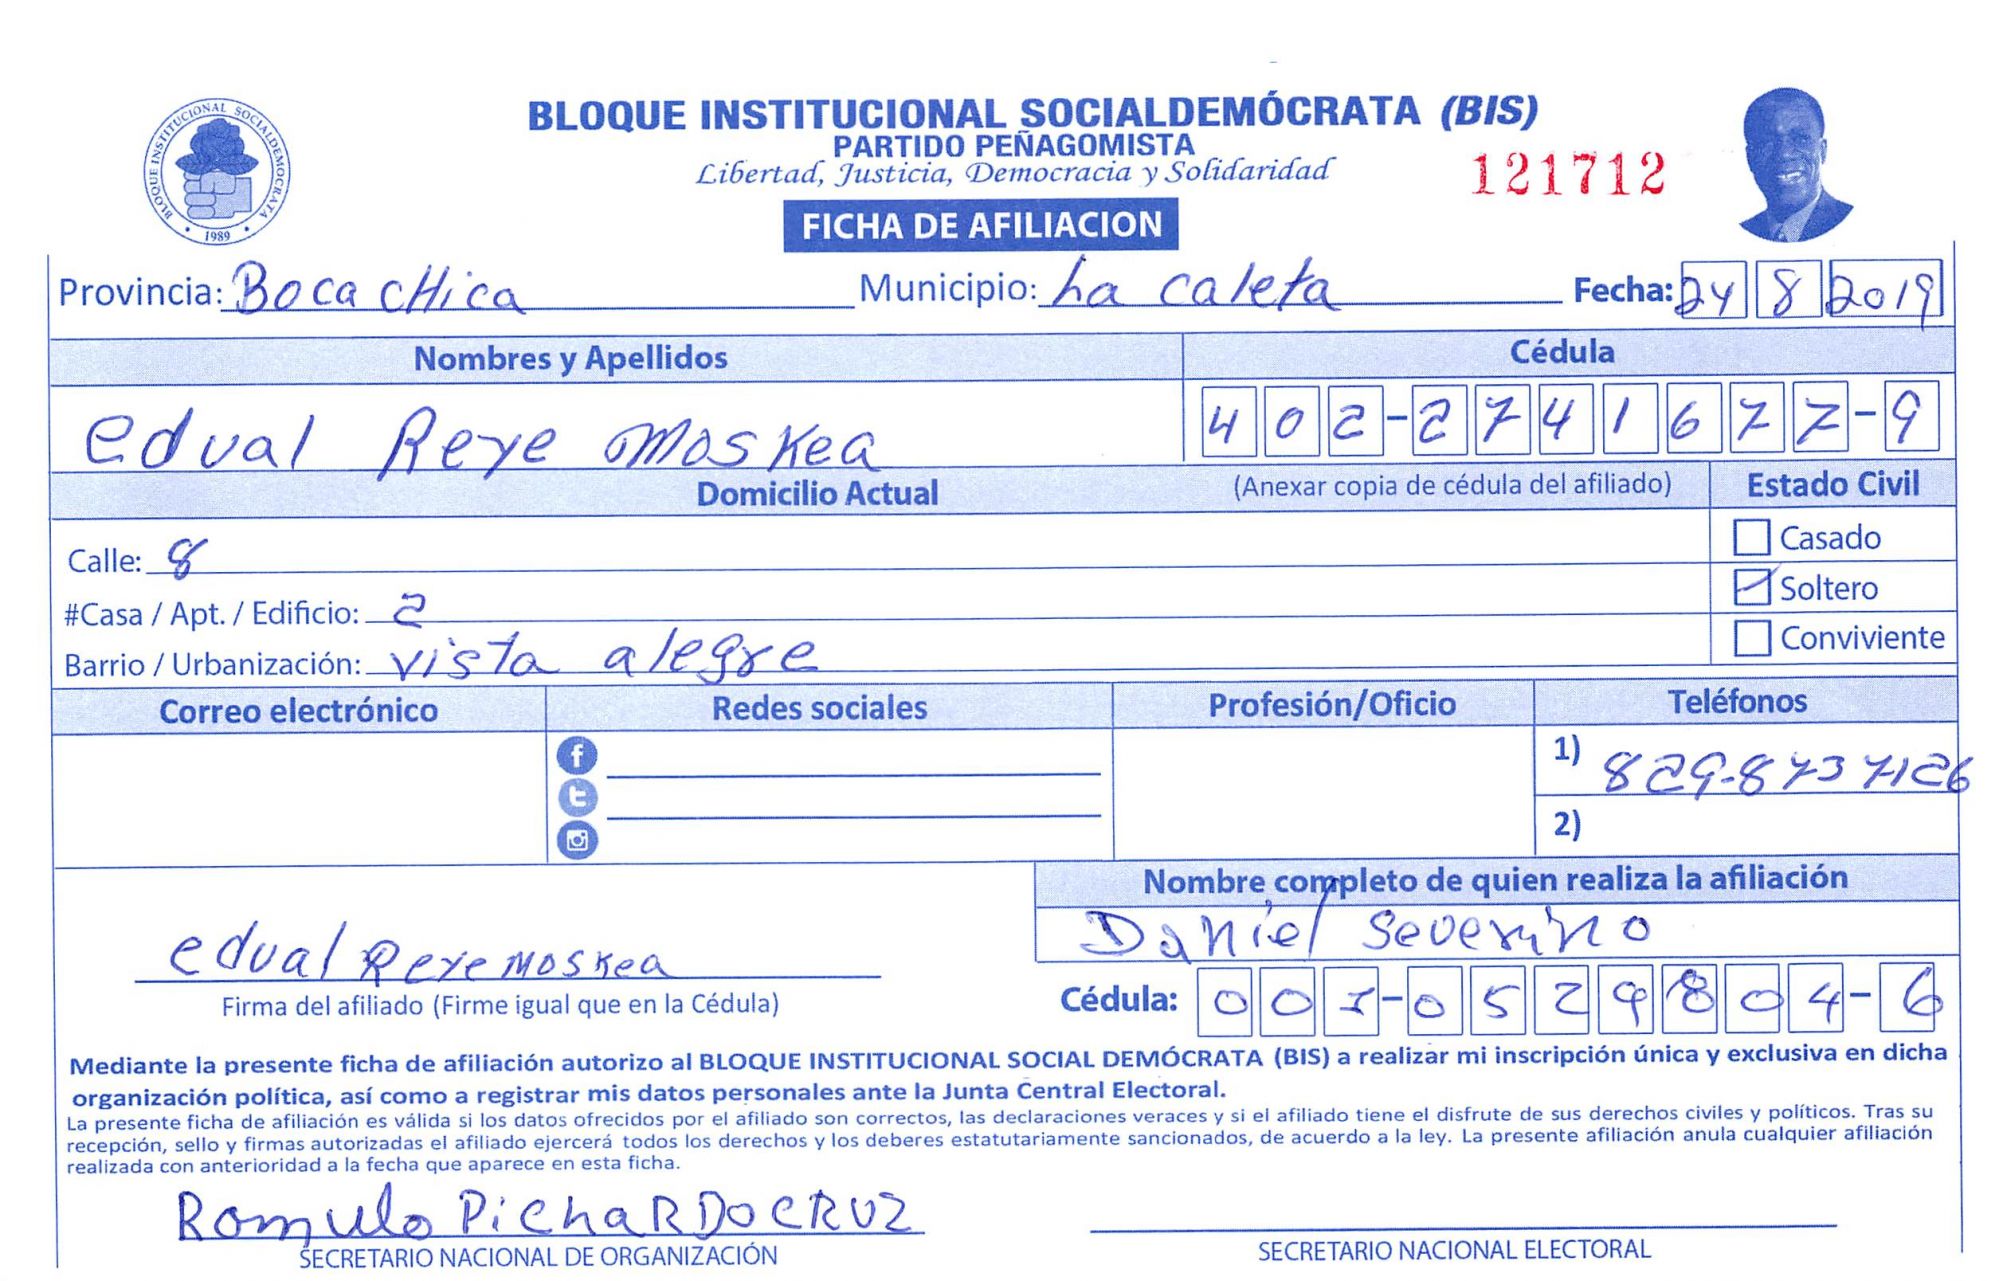 BLOQUE INSTITUCIONAL SOCIALDEMÓCRATA
1989
BLOQUE INSTITUCIONAL SOCIALDEMÓCRATA (BIS)
PARTIDO PEÑAGOMISTA
Libertad, Justicia, Democracia y Solidaridad
121712
FICHA DE AFILIACION
Provincia: Boca cHica Municipio: La caleta Fecha: 24 8 2019
Nombres y Apellidos Cédula
edual Reye Moskea 402-2741677-9
Domicilio Actual (Anexar copia de cédula del afiliado) Estado Civil
Calle: 8 Casado
#Casa / Apt. / Edificio: 2 Soltero
Barrio / Urbanización: vista alegre Conviviente
Correo electrónico Redes sociales Profesión/Oficio Teléfonos
1) 829-8737126
2)
Nombre completo de quien realiza la afiliación
Daniel Severino
edual Reye Moskea
Firma del afiliado (Firme igual que en la Cédula) Cédula: 001-0529804-6
Mediante la presente ficha de afiliación autorizo al BLOQUE INSTITUCIONAL SOCIAL DEMÓCRATA (BIS) a realizar mi inscripción única y exclusiva en dicha
organización política, así como a registrar mis datos personales ante la Junta Central Electoral.
La presente ficha de afiliación es válida si los datos ofrecidos por el afiliado son correctos, las declaraciones veraces y si el afiliado tiene el disfrute de sus derechos civiles y políticos. Tras su
recepción, sello y firmas autorizadas el afiliado ejercerá todos los derechos y los deberes estatutariamente sancionados, de acuerdo a la ley. La presente afiliación anula cualquier afiliación
realizada con anterioridad a la fecha que aparece en esta ficha.
Romulo PichaRDo CRUZ
SECRETARIO NACIONAL DE ORGANIZACIÓN SECRETARIO NACIONAL ELECTORAL